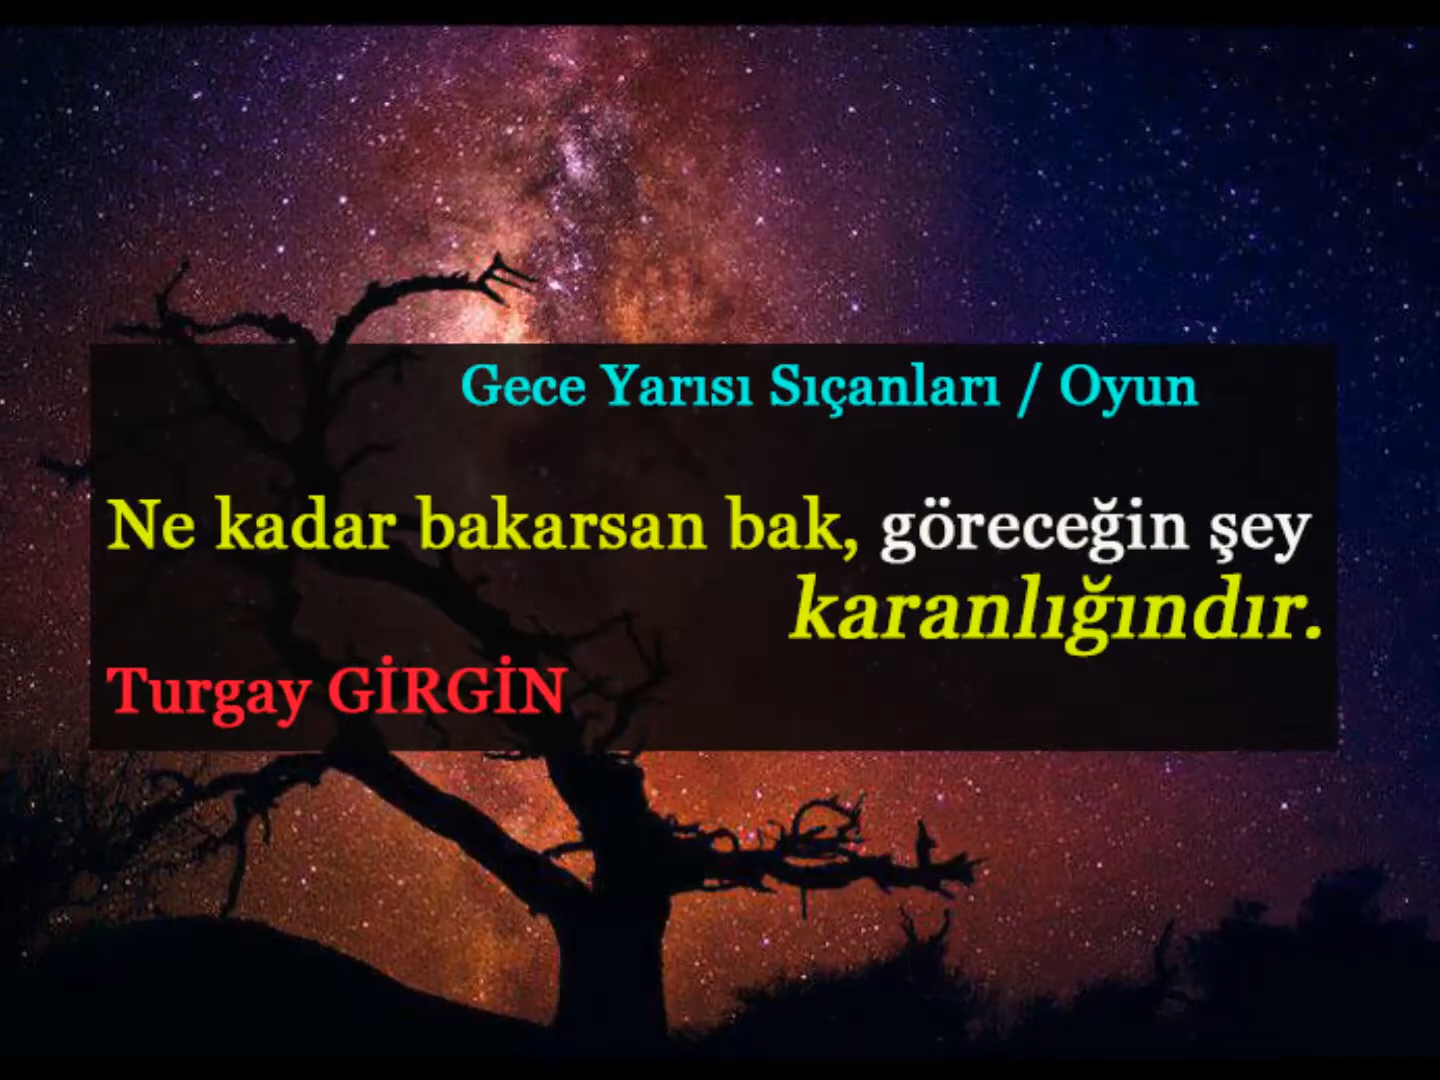 Gece Yarısı Sıçanları / Oyun
Ne kadar bakarsan bak, göreceğin şey
karanlığındır.
Turgay GİRGİN